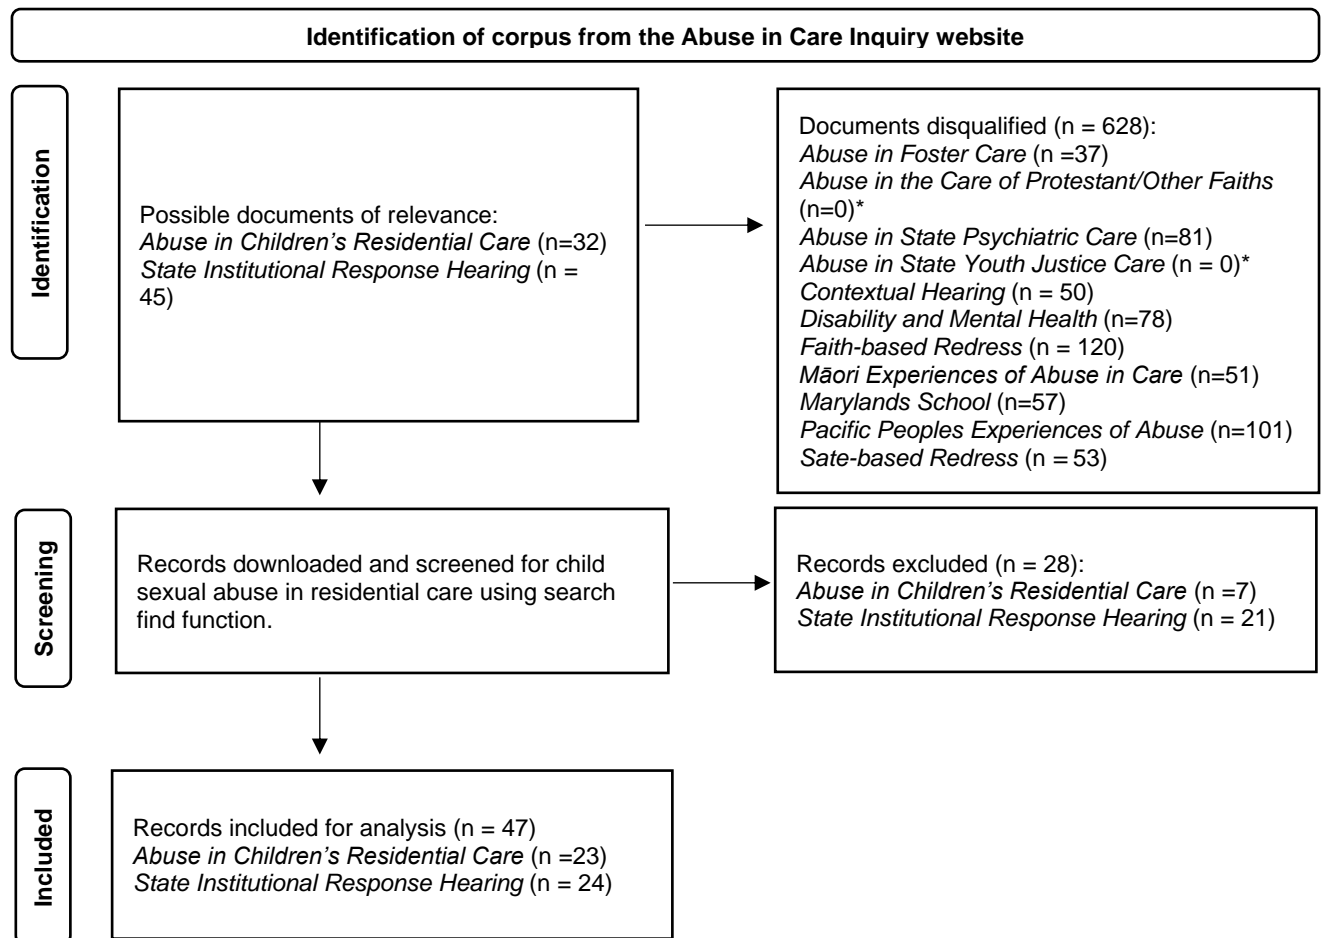 Identification of corpus from the Abuse in Care Inquiry website
Identification
Possible documents of relevance:
Abuse in Children's Residential Care (n=32)
State Institutional Response Hearing (n =
45)
Documents disqualified (n = 628):
Abuse in Foster Care (n =37)
Abuse in the Care of Protestant/Other Faiths
(n=0)*
Abuse in State Psychiatric Care (n=81)
Abuse in State Youth Justice Care (n = 0)*
Contextual Hearing (n = 50)
Disability and Mental Health (n=78)
Faith-based Redress (n = 120)
Māori Experiences of Abuse in Care (n=51)
Marylands School (n=57)
Pacific Peoples Experiences of Abuse (n=101)
Sate-based Redress (n = 53)
Screening
Records downloaded and screened for child
sexual abuse in residential care using search
find function.
Records excluded (n = 28):
Abuse in Children's Residential Care (n =7)
State Institutional Response Hearing (n = 21)
Included
Records included for analysis (n = 47)
Abuse in Children's Residential Care (n =23)
State Institutional Response Hearing (n = 24)